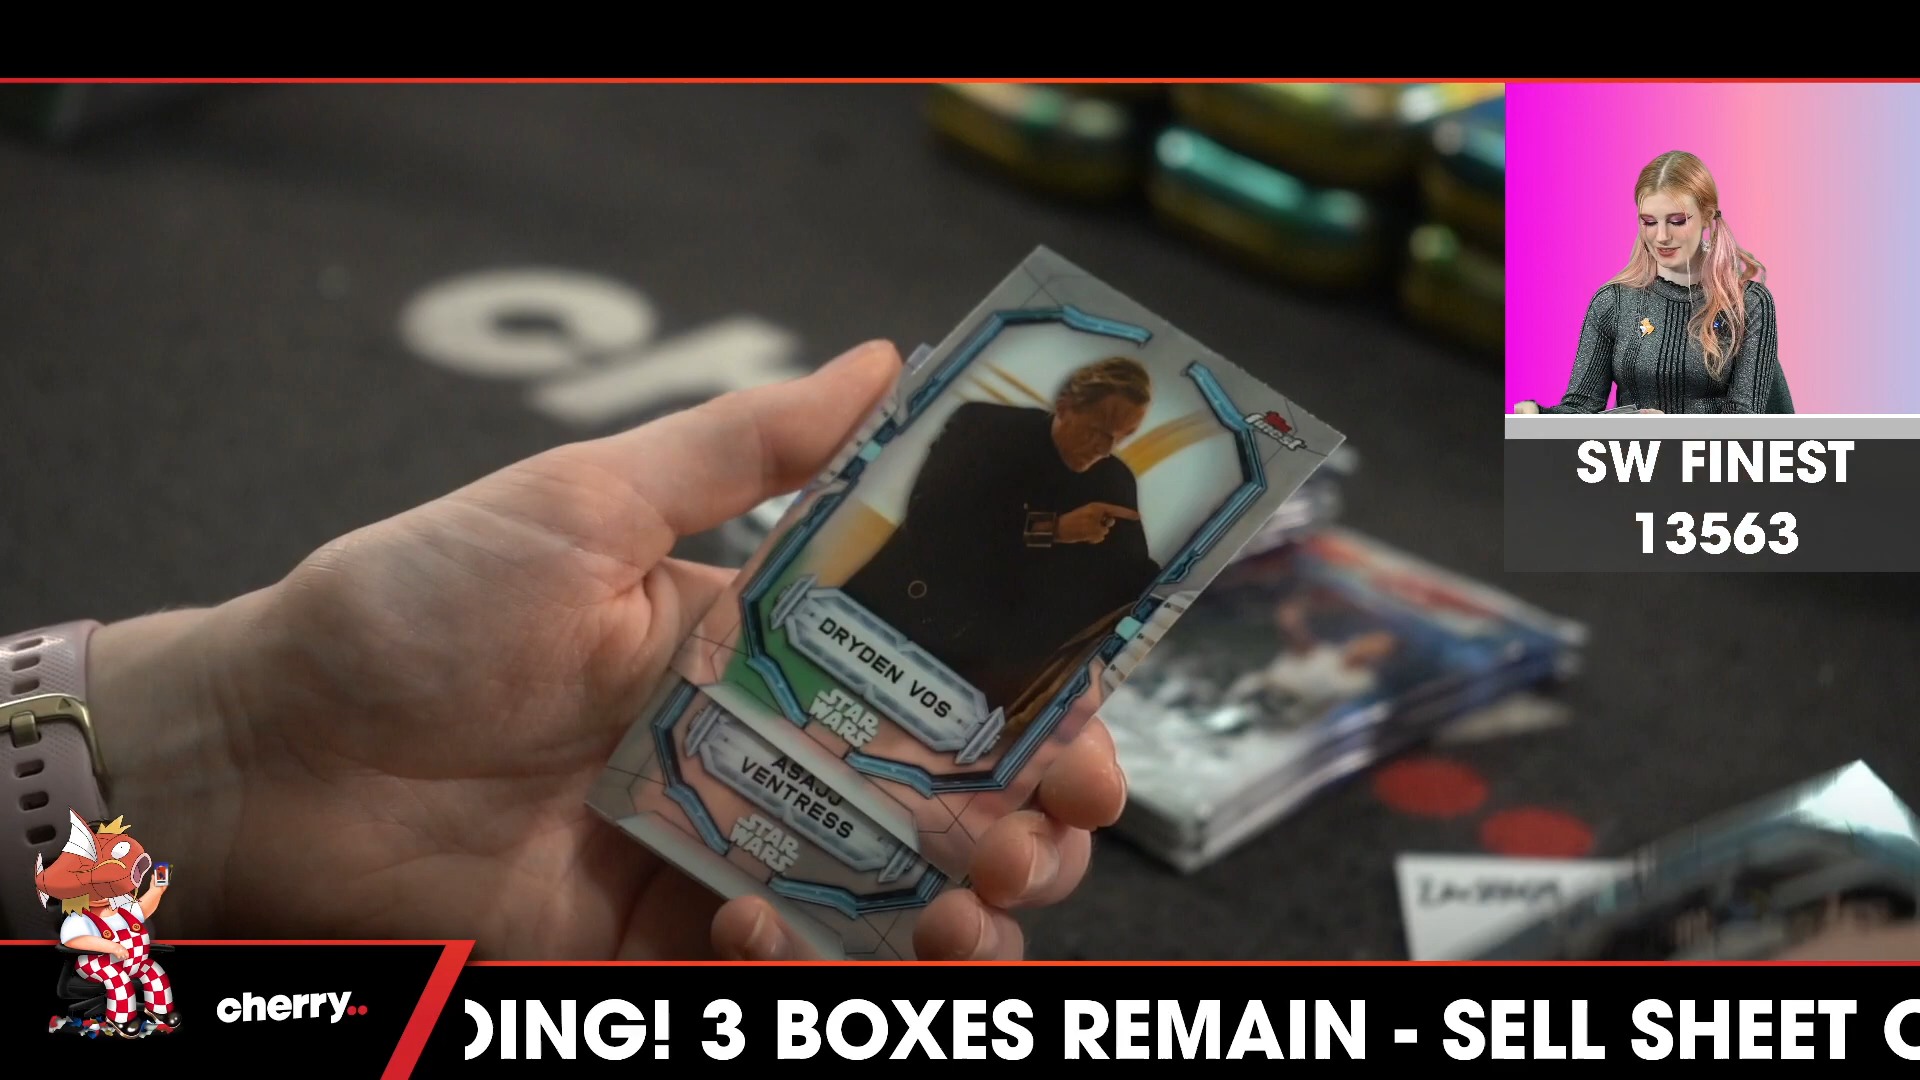 SW FINEST
13563
finest
DRYDEN VOS
STAR
WARS
ASAJJ
VENTRESS
STAR
WARS
cherry..
DING! 3 BOXES REMAIN - SELL SHEET